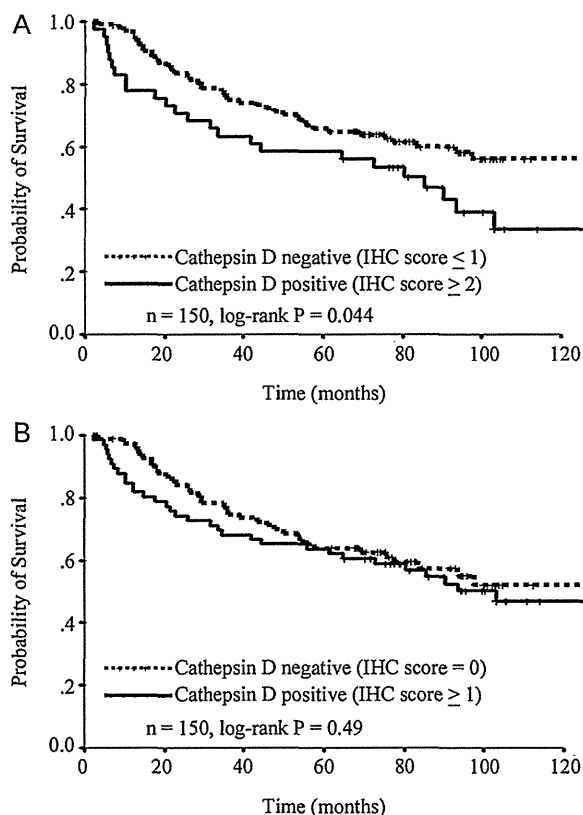 A
1.0
.8
.6
.4
.2
0.0
Probability of Survival
Cathepsin D negative (IHC score ≤ 1)
Cathepsin D positive (IHC score ≥ 2)
n = 150, log-rank P = 0.044
0 20 40 60 80 100 120
Time (months)
B
1.0
.8
.6
.4
.2
0.0
Probability of Survival
Cathepsin D negative (IHC score = 0)
Cathepsin D positive (IHC score ≥ 1)
n = 150, log-rank P = 0.49
0 20 40 60 80 100 120
Time (months)